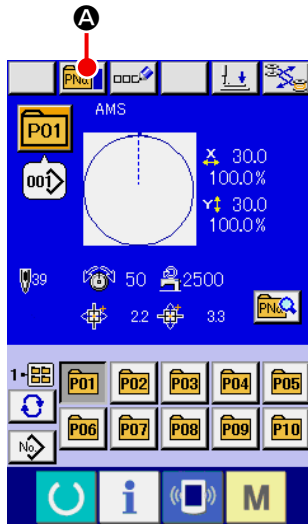 A
PNo.
AMS
P01
001
X 30.0
100.0%
Y 30.0
100.0%
39
50
2500
2.2
3.3
PNo.
1-
P01 P02 P03 P04 P05
P06 P07 P08 P09 P10
No.
i
M